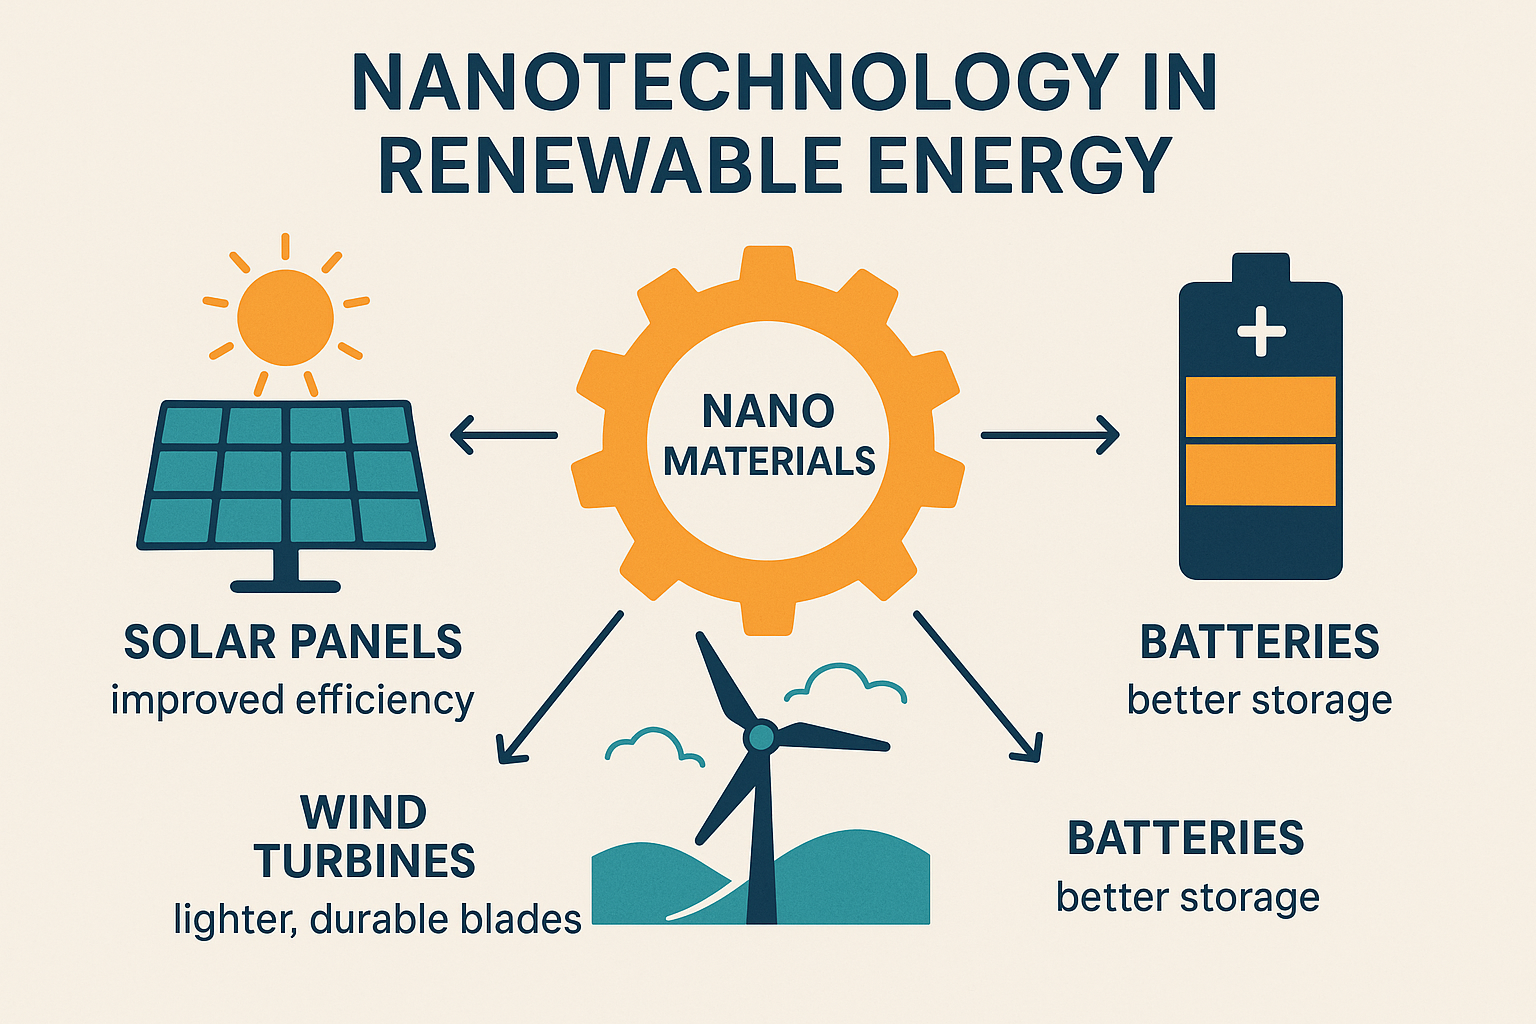 NANOTECHNOLOGY IN
RENEWABLE ENERGY
NANO
MATERIALS
SOLAR PANELS
improved efficiency
BATTERIES
better storage
WIND
TURBINES
lighter, durable blades
BATTERIES
better storage